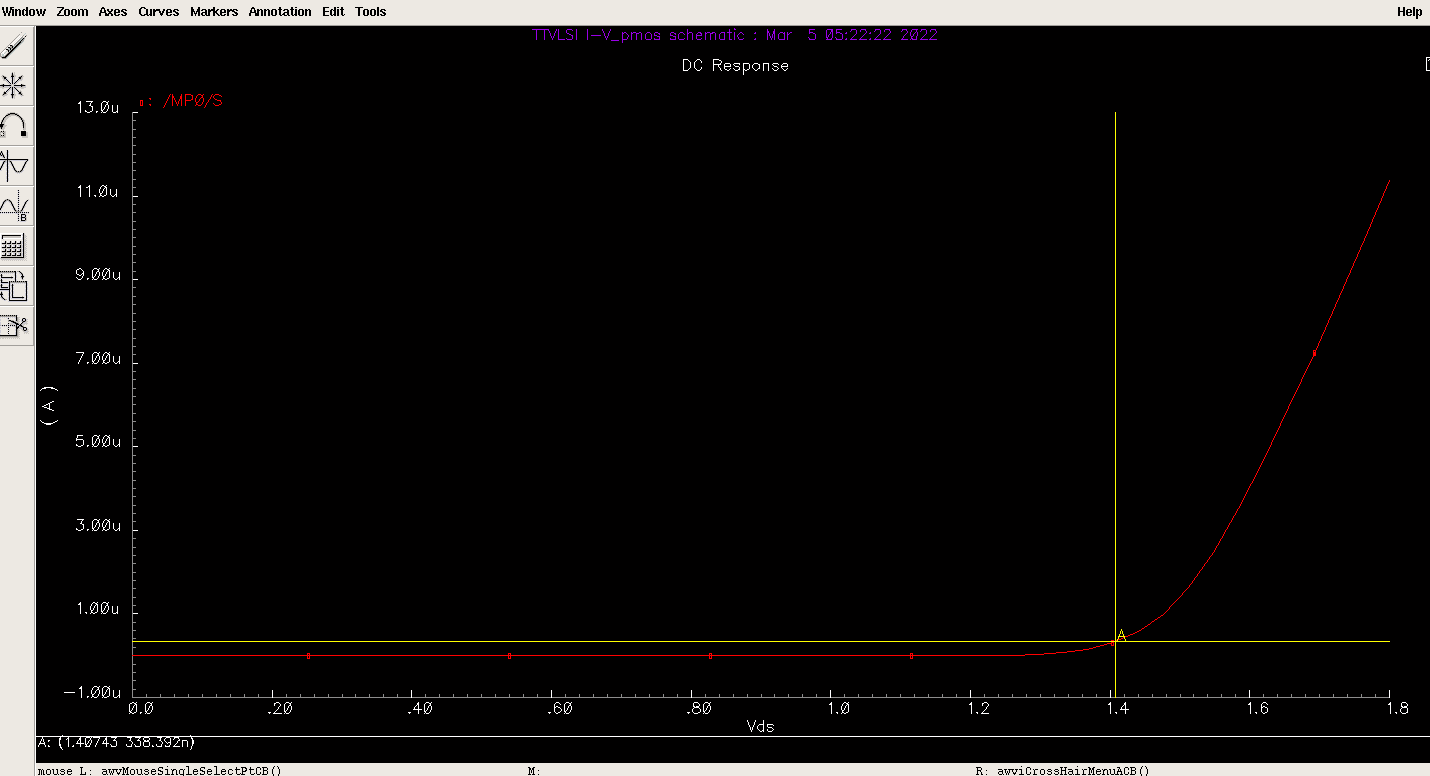 Window Zoom Axes Curves Markers Annotation Edit Tools Help
TTVLSI I-V_pmos schematic : Mar 5 05:22:22 2022
DC Response
▯: /MP0/S
13.0u
11.0u
9.00u
7.00u
5.00u
3.00u
1.00u
-1.00u
( A )
A
B
A
0.0 .20 .40 .60 .80 1.0 1.2 1.4 1.6 1.8
Vds
A: (1.40743 338.392n)
mouse L: awvMouseSingleSelectPtCB() M: R: awviCrossHairMenuACB()